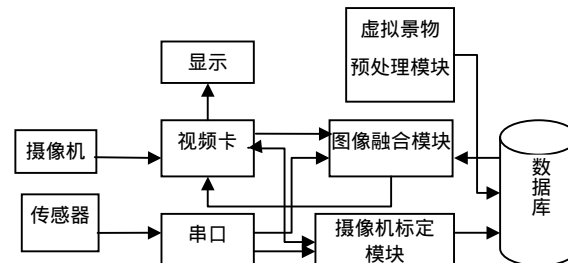 虚拟景物
预处理模块
显示
视频卡
图像融合模块
摄像机
数
据
库
传感器
串口
摄像机标定
模块